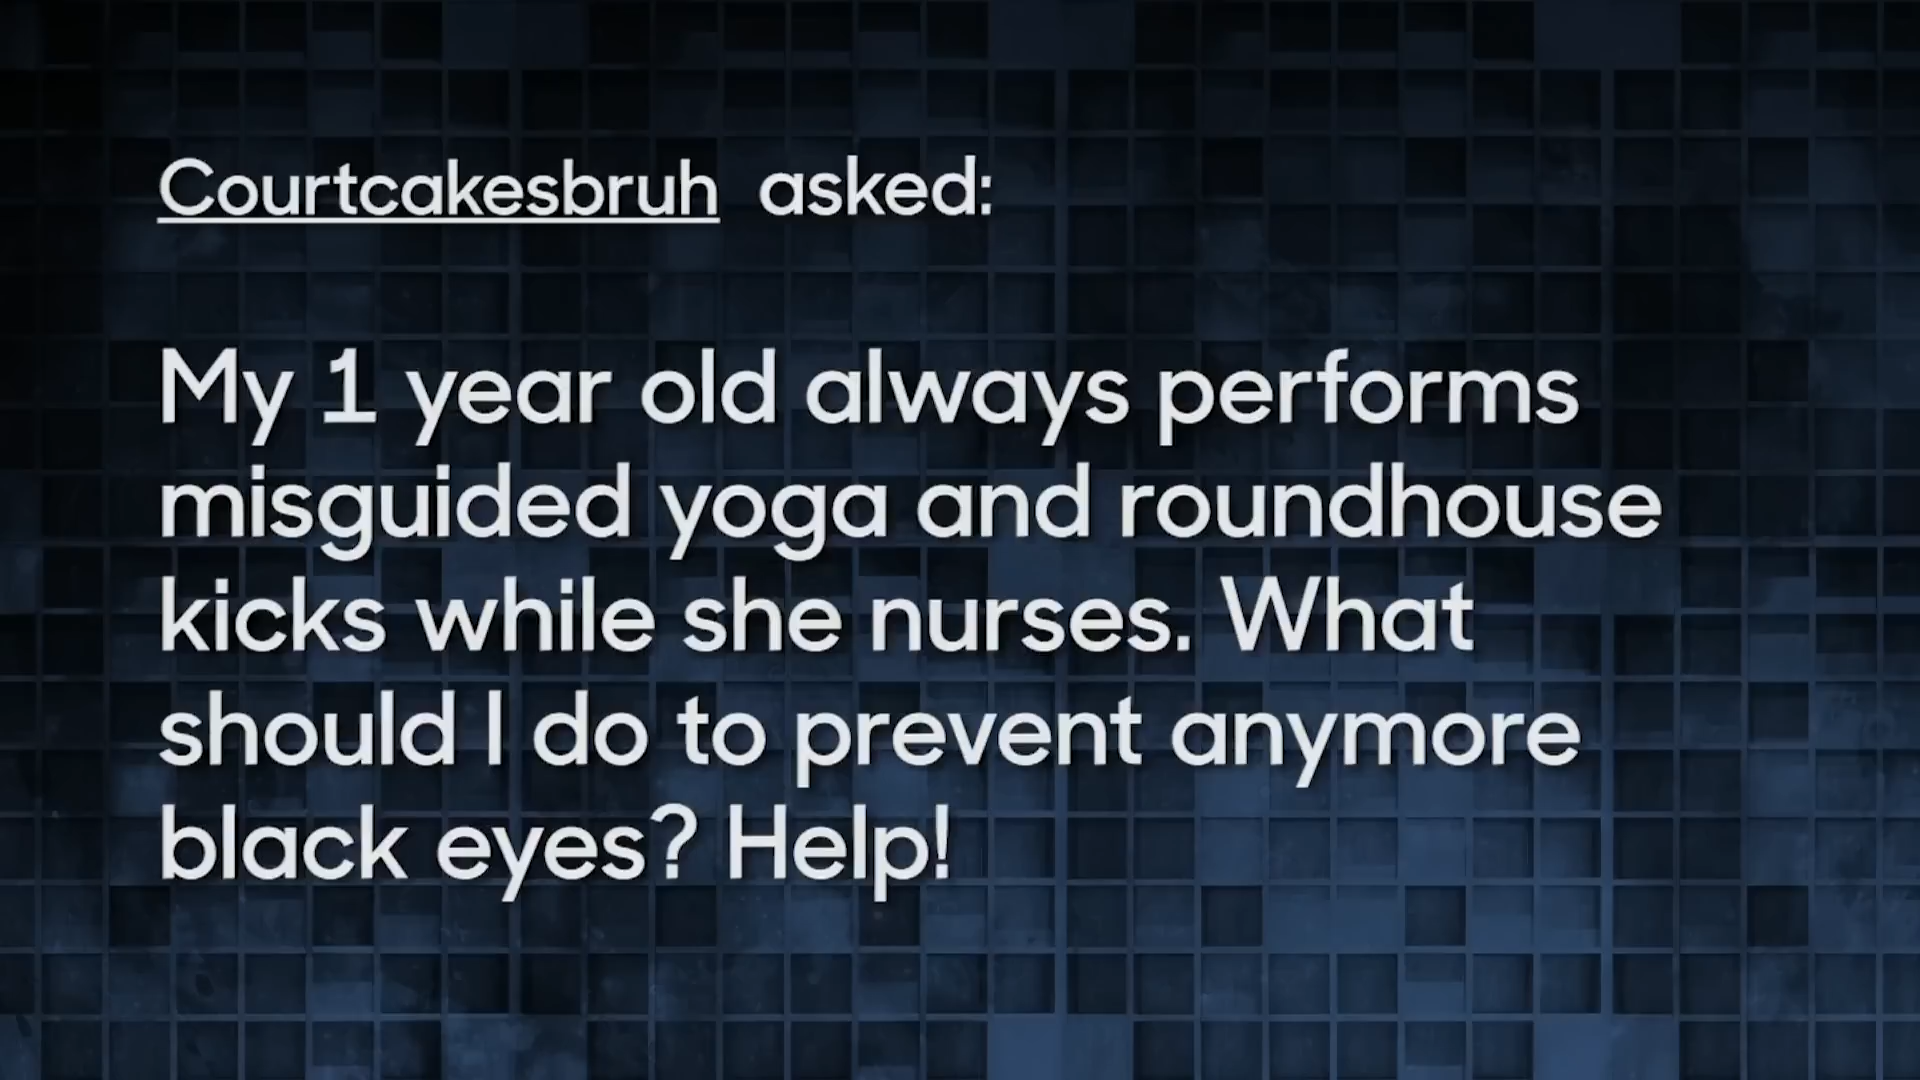 Courtcakesbruh asked:
My 1 year old always performs
misguided yoga and roundhouse
kicks while she nurses. What
should I do to prevent anymore
black eyes? Help!